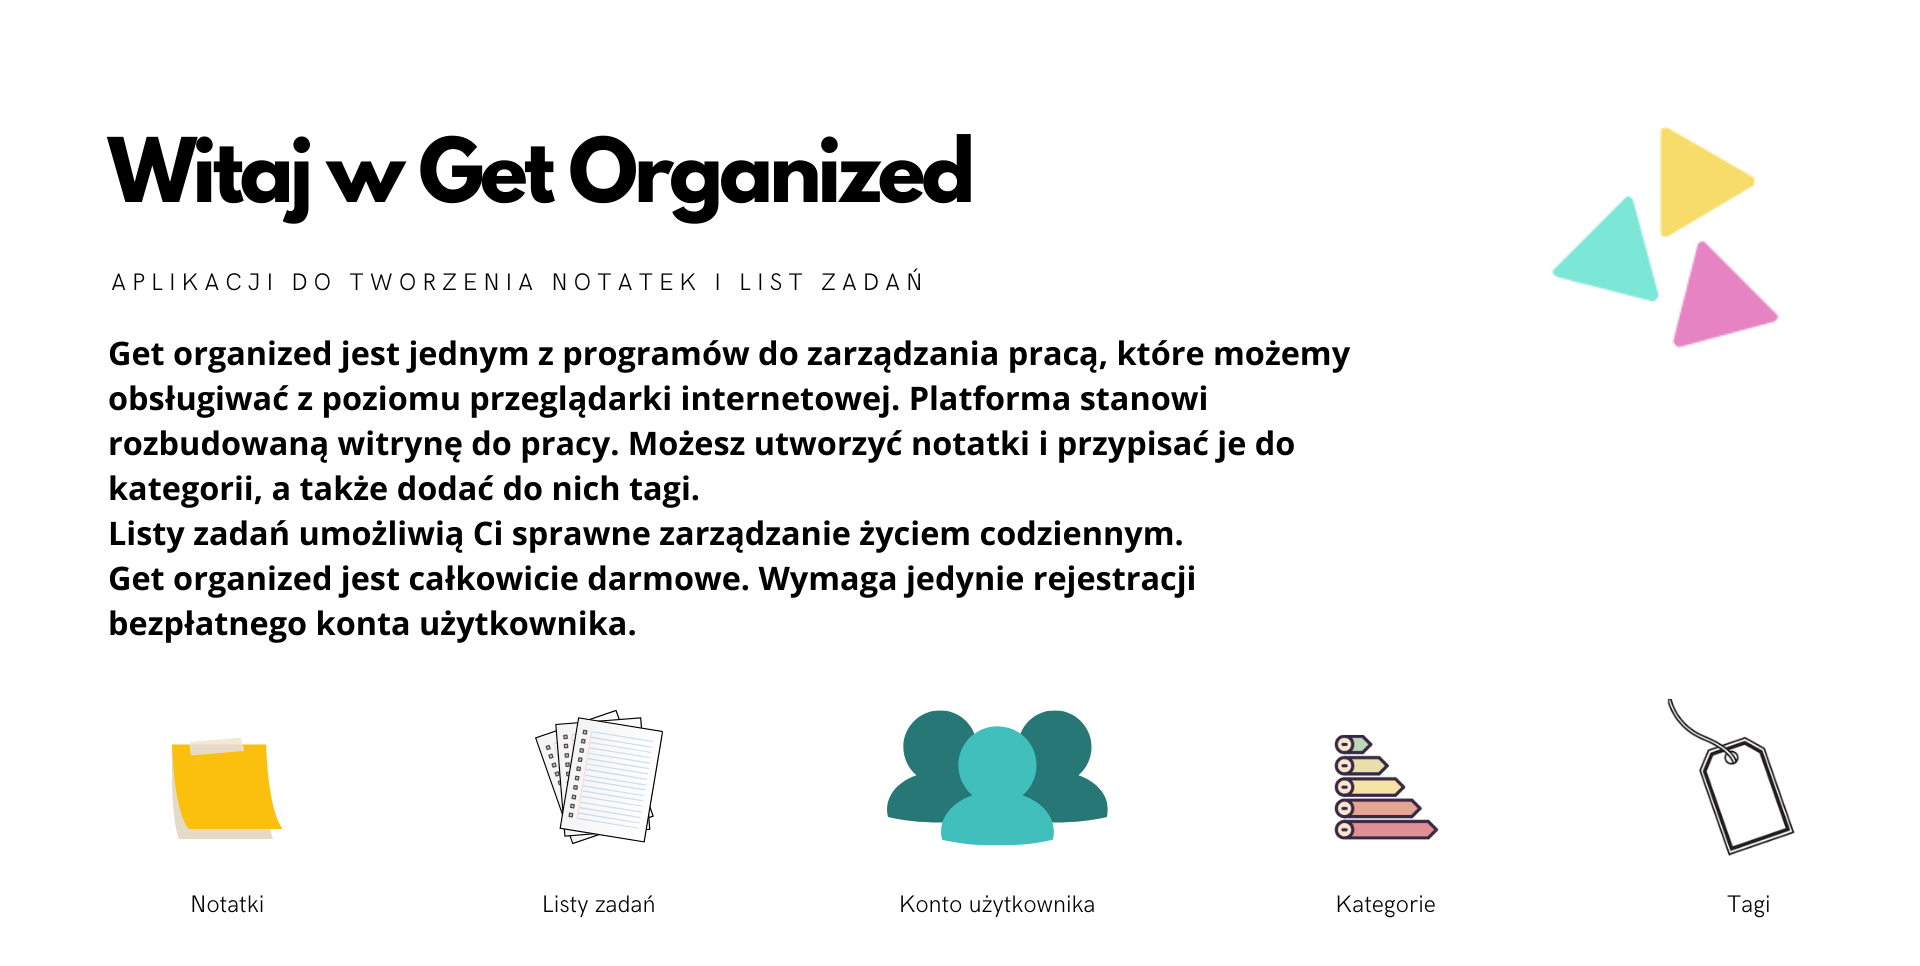 Witaj w Get Organized
APLIKACJI DO TWORZENIA NOTATEK I LIST ZADAŃ
Get organized jest jednym z programów do zarządzania pracą, które możemy
obsługiwać z poziomu przeglądarki internetowej. Platforma stanowi
rozbudowaną witrynę do pracy. Możesz utworzyć notatki i przypisać je do
kategorii, a także dodać do nich tagi.
Listy zadań umożliwią Ci sprawne zarządzanie życiem codziennym.
Get organized jest całkowicie darmowe. Wymaga jedynie rejestracji
bezpłatnego konta użytkownika.
Notatki
Listy zadań
Konto użytkownika
Kategorie
Tagi